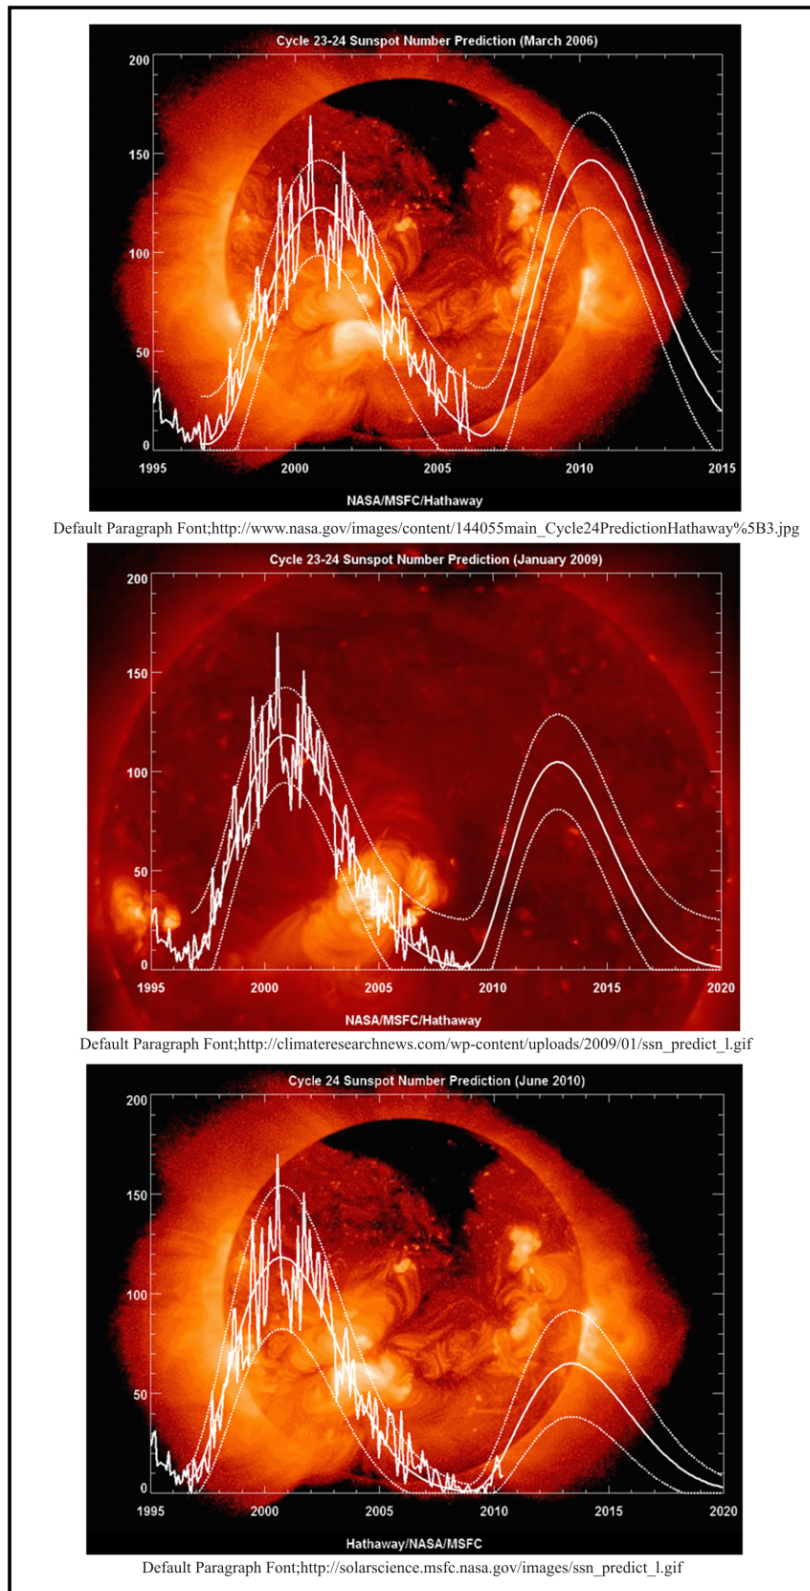 Cycle 23-24 Sunspot Number Prediction (March 2006)
200
150
100
50
0
1995 2000 2005 2010 2015
NASA/MSFC/Hathaway
Default Paragraph Font;http://www.nasa.gov/images/content/144055main_Cycle24PredictionHathaway%5B3.jpg
Cycle 23-24 Sunspot Number Prediction (January 2009)
200
150
100
50
0
1995 2000 2005 2010 2015 2020
NASA/MSFC/Hathaway
Default Paragraph Font;http://climateresearchnews.com/wp-content/uploads/2009/01/ssn_predict_l.gif
Cycle 24 Sunspot Number Prediction (June 2010)
200
150
100
50
0
1995 2000 2005 2010 2015 2020
Hathaway/NASA/MSFC
Default Paragraph Font;http://solarscience.msfc.nasa.gov/images/ssn_predict_l.gif